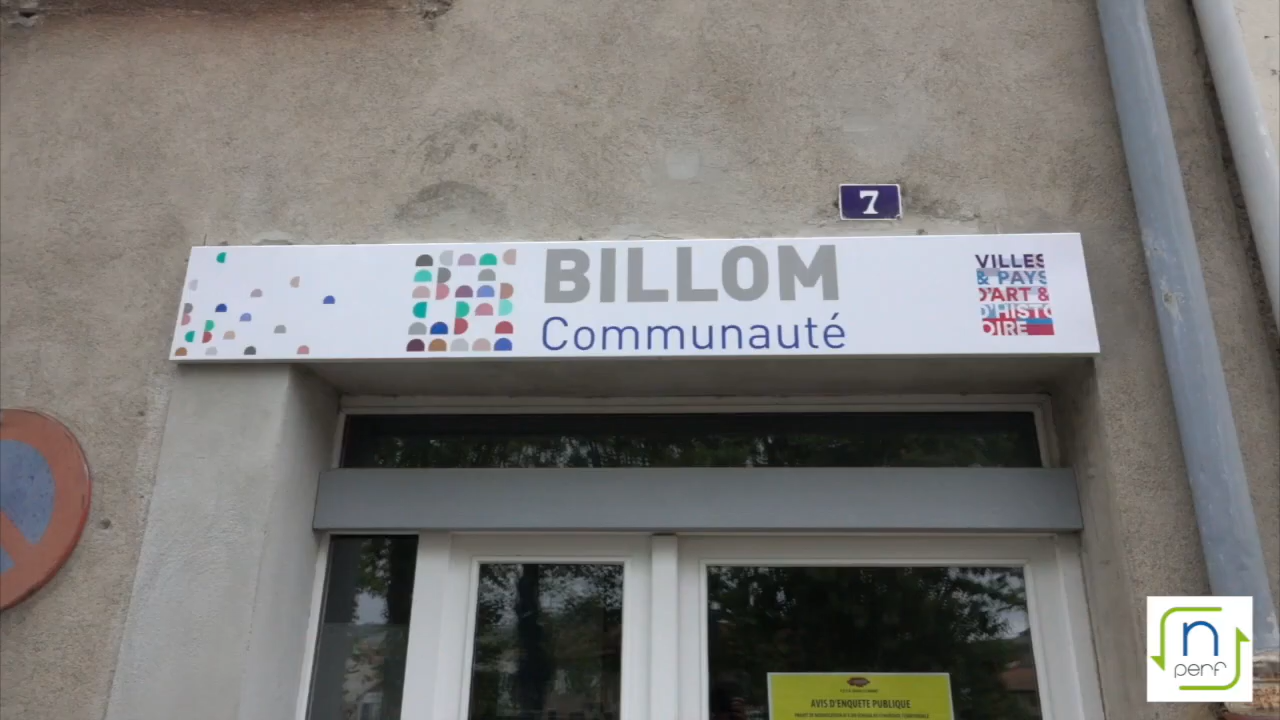 7
BILLOM
Communauté
VILLES
& PAYS
D'ART &
D'HISTO
OIRE
AVIS D'ENQUETE PUBLIQUE
n
perf